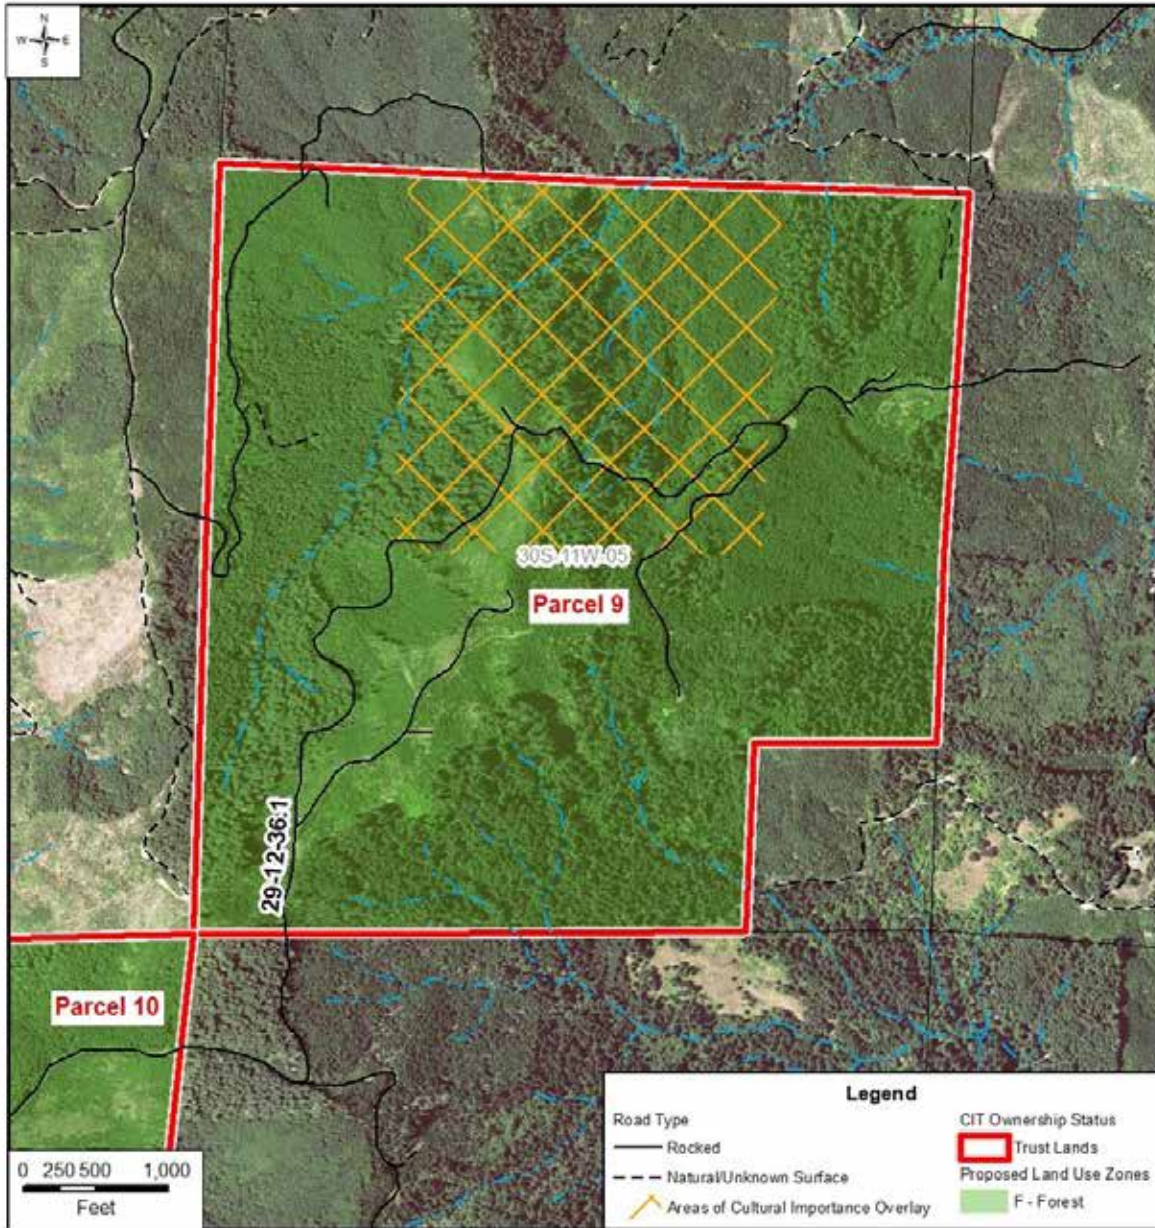 N
W E
S
30S-11W-05
Parcel 9
29-12-36:1
Parcel 10
0 250 500 1,000
Feet
Legend
Road Type
Rocked
Natural/Unknown Surface
Areas of Cultural Importance Overlay
CIT Ownership Status
Trust Lands
Proposed Land Use Zones
F - Forest